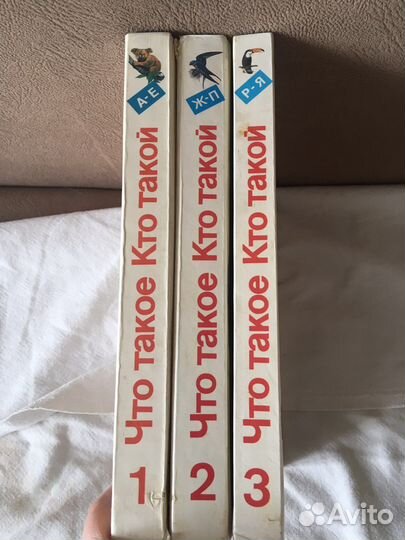 А-Е
Что такое Кто такой
1
Ж-П
Что такое Кто такой
2
Р-Я
Что такое Кто такой
3
Avito